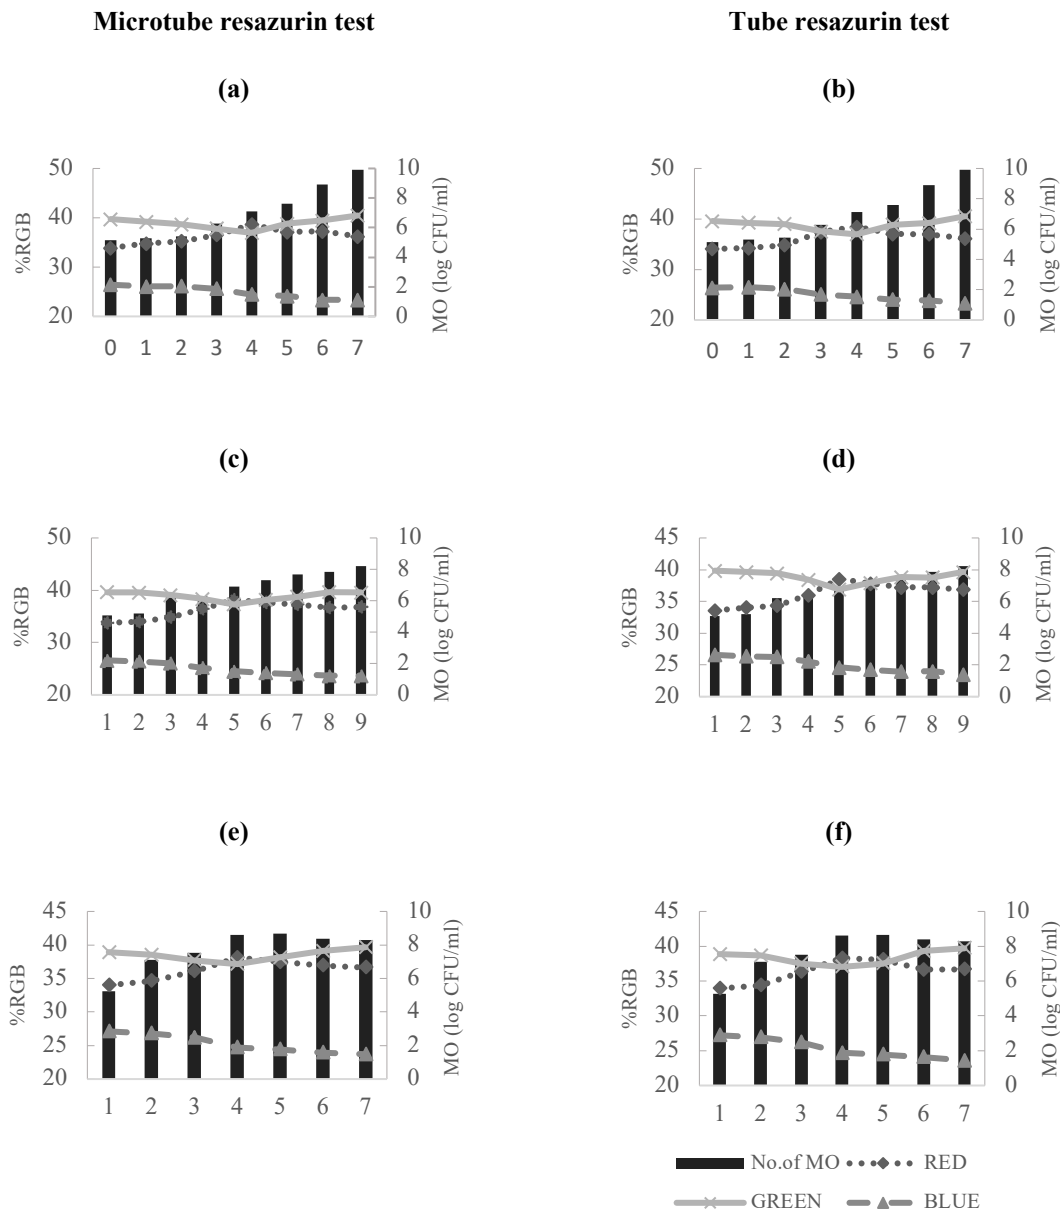 Microtube resazurin test
Tube resazurin test
(a)
(b)
50
40
30
20
%RGB
10
8
6
4
2
0
MO (log CFU/ml)
0 1 2 3 4 5 6 7
50
40
30
20
%RGB
10
8
6
4
2
0
MO (log CFU/ml)
0 1 2 3 4 5 6 7
(c)
(d)
50
40
30
20
%RGB
10
8
6
4
2
0
MO (log CFU/ml)
1 2 3 4 5 6 7 8 9
45
40
35
30
25
20
%RGB
10
8
6
4
2
0
MO (log CFU/ml)
1 2 3 4 5 6 7 8 9
(e)
(f)
45
40
35
30
25
20
%RGB
10
8
6
4
2
0
MO (log CFU/ml)
1 2 3 4 5 6 7
45
40
35
30
25
20
%RGB
10
8
6
4
2
0
MO (log CFU/ml)
1 2 3 4 5 6 7
No.of MO RED
GREEN BLUE